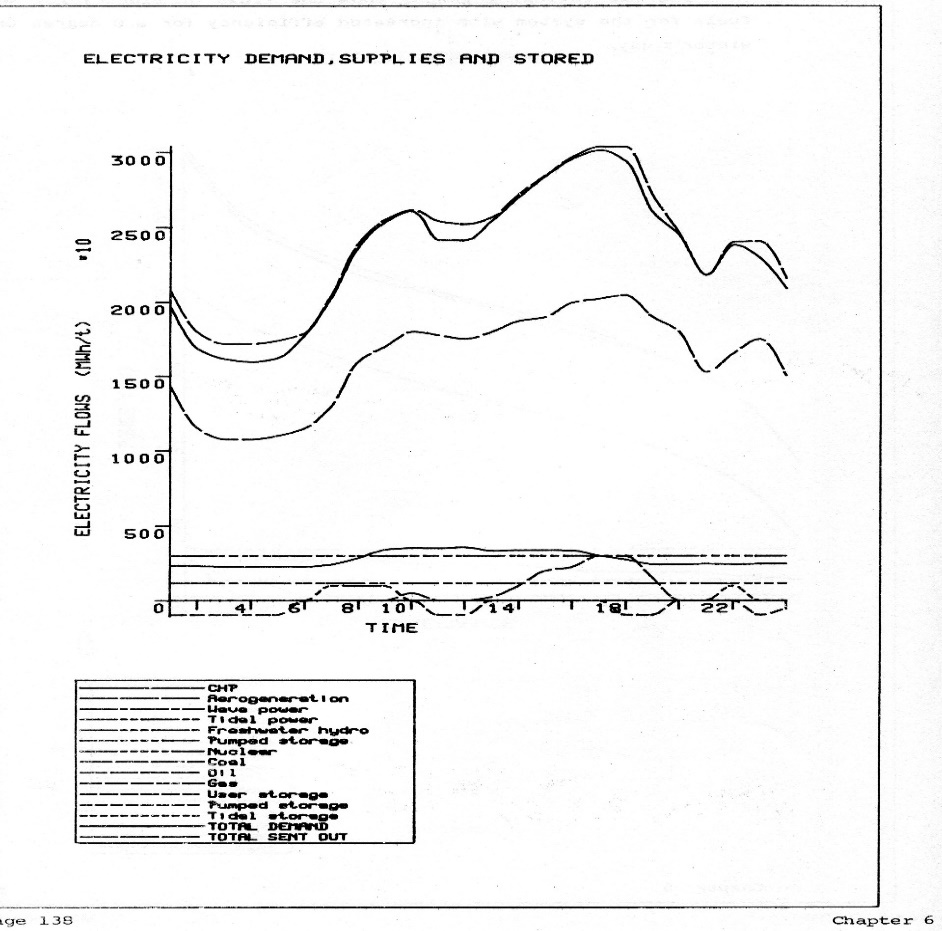 ELECTRICITY DEMAND,SUPPLIES AND STORED
ELECTRICITY FLOWS (MWh/t) *10
3000
2500
2000
1500
1000
500
0 4 6 8 10 14 18 22
TIME
CHP
Aerogeneration
Wave power
Tidal power
Freshwater hydro
Pumped storage
Nuclear
Coal
Oil
Gas
User storage
Pumped storage
Tidal storage
TOTAL DEMAND
TOTAL SENT OUT
age 138
Chapter 6